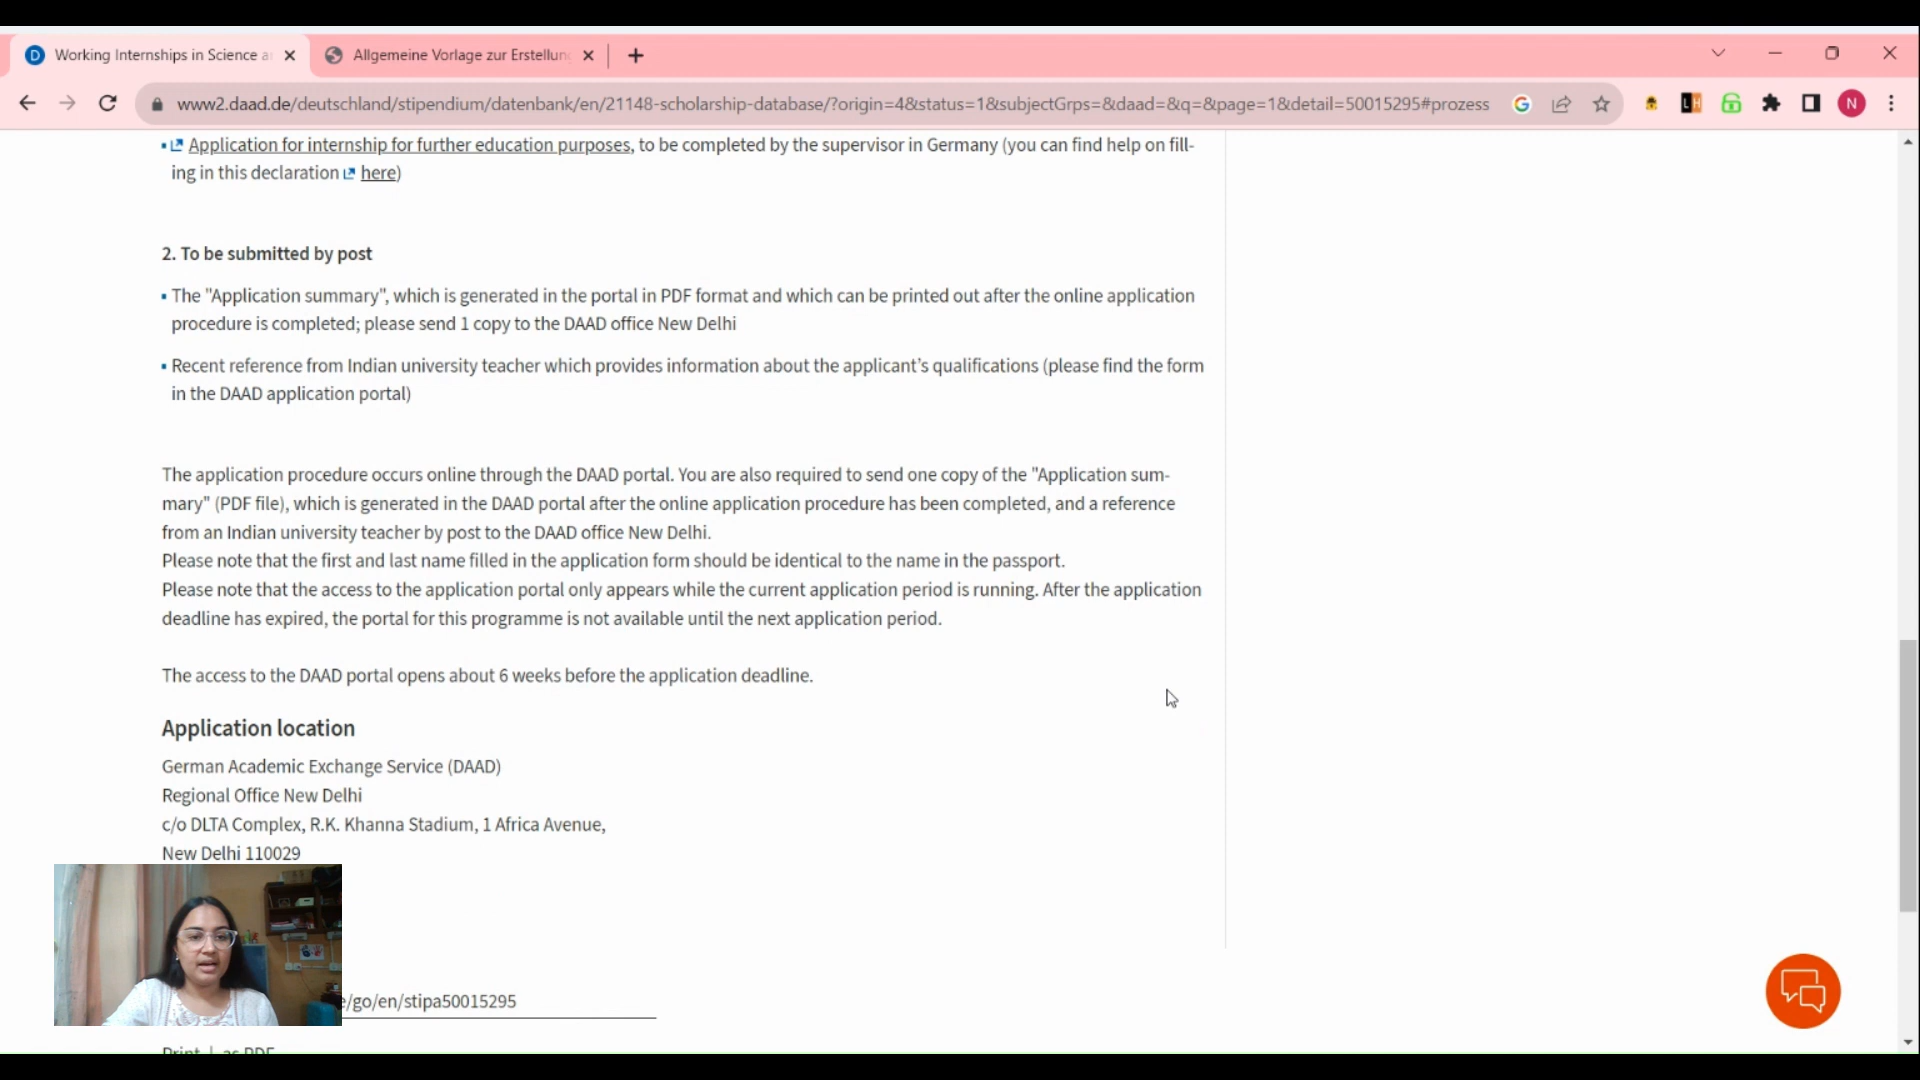 Working Internships in Science a
Allgemeine Vorlage zur Erstellun
www2.daad.de/deutschland/stipendium/datenbank/en/21148-scholarship-database/?origin=4&status=1&subjectGrps=&daad=&q=&page=1&detail=50015295#prozess
N
Application for internship for further education purposes, to be completed by the supervisor in Germany (you can find help on fill-
ing in this declaration here)
2. To be submitted by post
The "Application summary", which is generated in the portal in PDF format and which can be printed out after the online application
procedure is completed; please send 1 copy to the DAAD office New Delhi
Recent reference from Indian university teacher which provides information about the applicant's qualifications (please find the form
in the DAAD application portal)
The application procedure occurs online through the DAAD portal. You are also required to send one copy of the "Application sum-
mary" (PDF file), which is generated in the DAAD portal after the online application procedure has been completed, and a reference
from an Indian university teacher by post to the DAAD office New Delhi.
Please note that the first and last name filled in the application form should be identical to the name in the passport.
Please note that the access to the application portal only appears while the current application period is running. After the application
deadline has expired, the portal for this programme is not available until the next application period.
The access to the DAAD portal opens about 6 weeks before the application deadline.
Application location
German Academic Exchange Service (DAAD)
Regional Office New Delhi
c/o DLTA Complex, R.K. Khanna Stadium, 1 Africa Avenue,
New Delhi 110029
e/go/en/stipa50015295
Print | as PDF